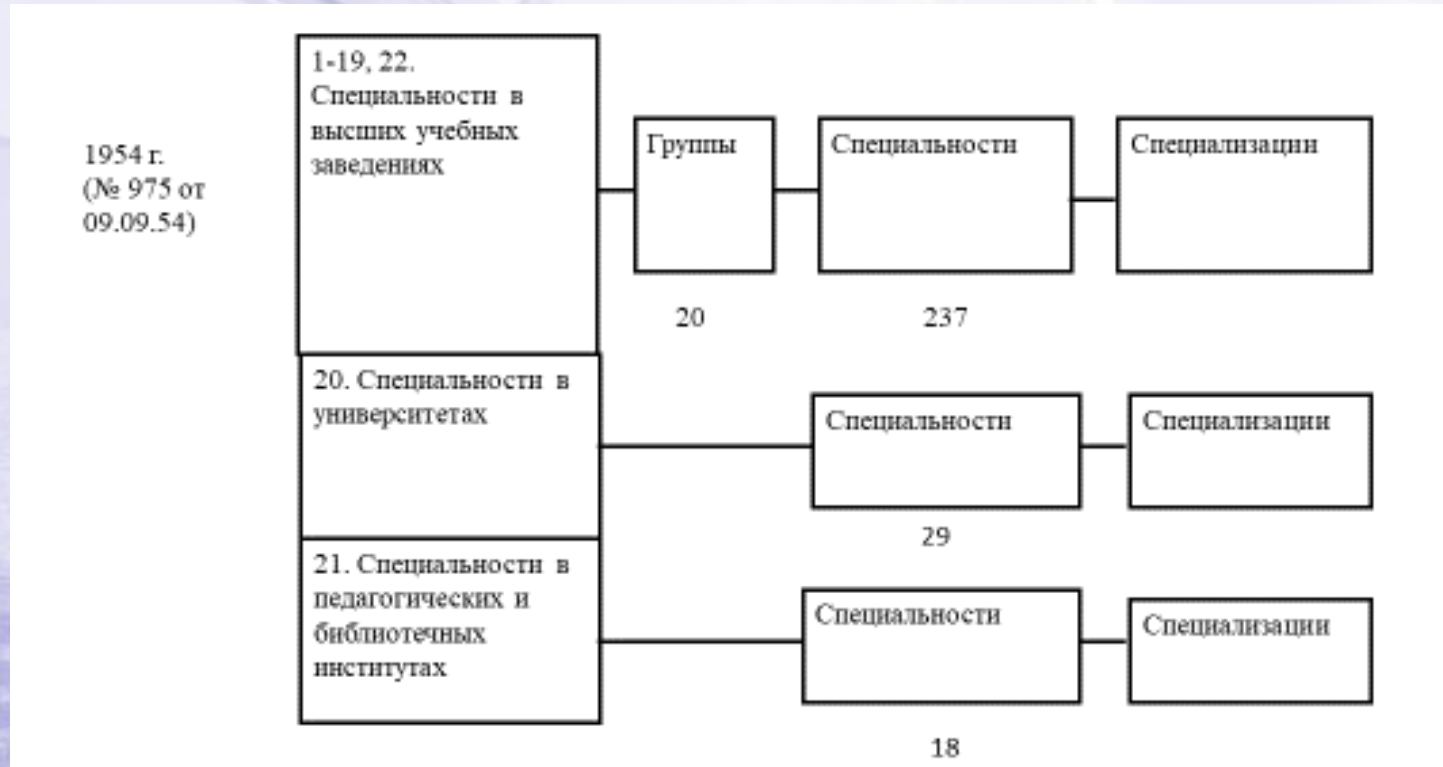 1954 г.
(№ 975 от
09.09.54)
1-19, 22.
Специальности в
высших учебных
заведениях
Группы
Специальности
Специализации
20
237
20. Специальности в
университетах
Специальности
Специализации
29
21. Специальности в
педагогических и
библиотечных
институтах
Специальности
Специализации
18